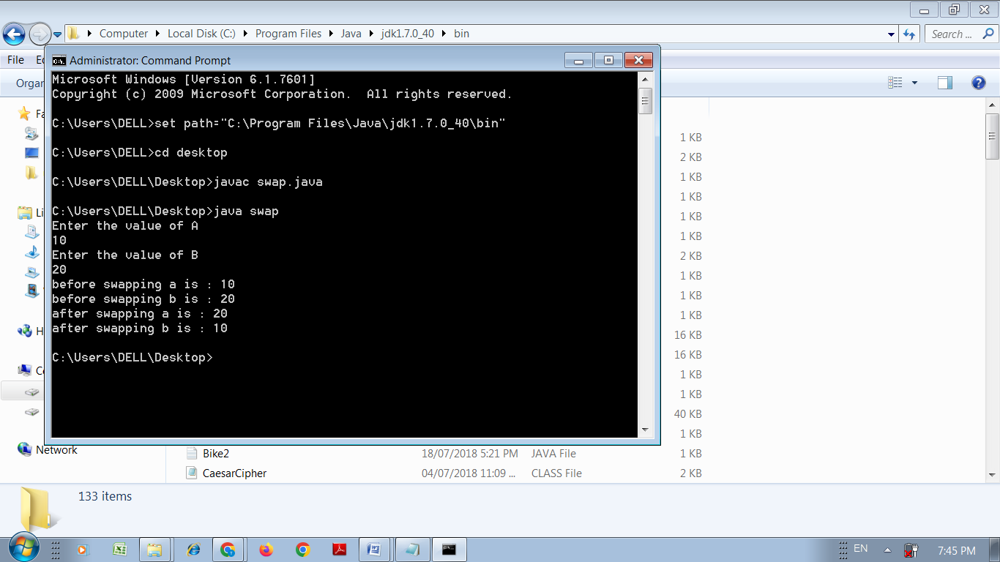 Computer Local Disk (C:) Program Files Java jdk1.7.0_40 bin
Search ...
File
Administrator: Command Prompt
Microsoft Windows [Version 6.1.7601]
Copyright (c) 2009 Microsoft Corporation.  All rights reserved.
C:\Users\DELL>set path="C:\Program Files\Java\jdk1.7.0_40\bin"
C:\Users\DELL>cd desktop
C:\Users\DELL\Desktop>javac swap.java
C:\Users\DELL\Desktop>java swap
Enter the value of A
10
Enter the value of B
20
before swapping a is : 10
before swapping b is : 20
after swapping a is : 20
after swapping b is : 10
C:\Users\DELL\Desktop>
1 KB
2 KB
1 KB
1 KB
1 KB
1 KB
2 KB
1 KB
1 KB
1 KB
16 KB
16 KB
1 KB
1 KB
40 KB
1 KB
Network
Bike2 18/07/2018 5:21 PM JAVA File 1 KB
CaesarCipher 04/07/2018 11:09 ... CLASS File 2 KB
133 items
EN
7:45 PM